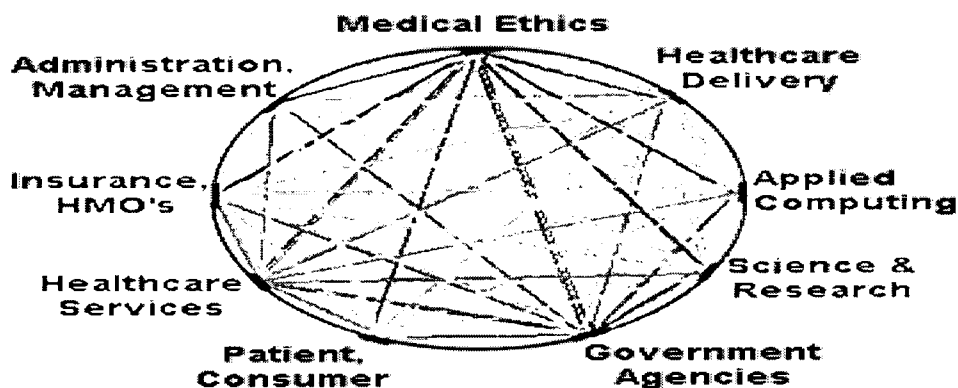 Medical Ethics
Administration,
Management
Healthcare
Delivery
Insurance,
HMO's
Applied
Computing
Healthcare
Services
Science &
Research
Patient,
Consumer
Government
Agencies